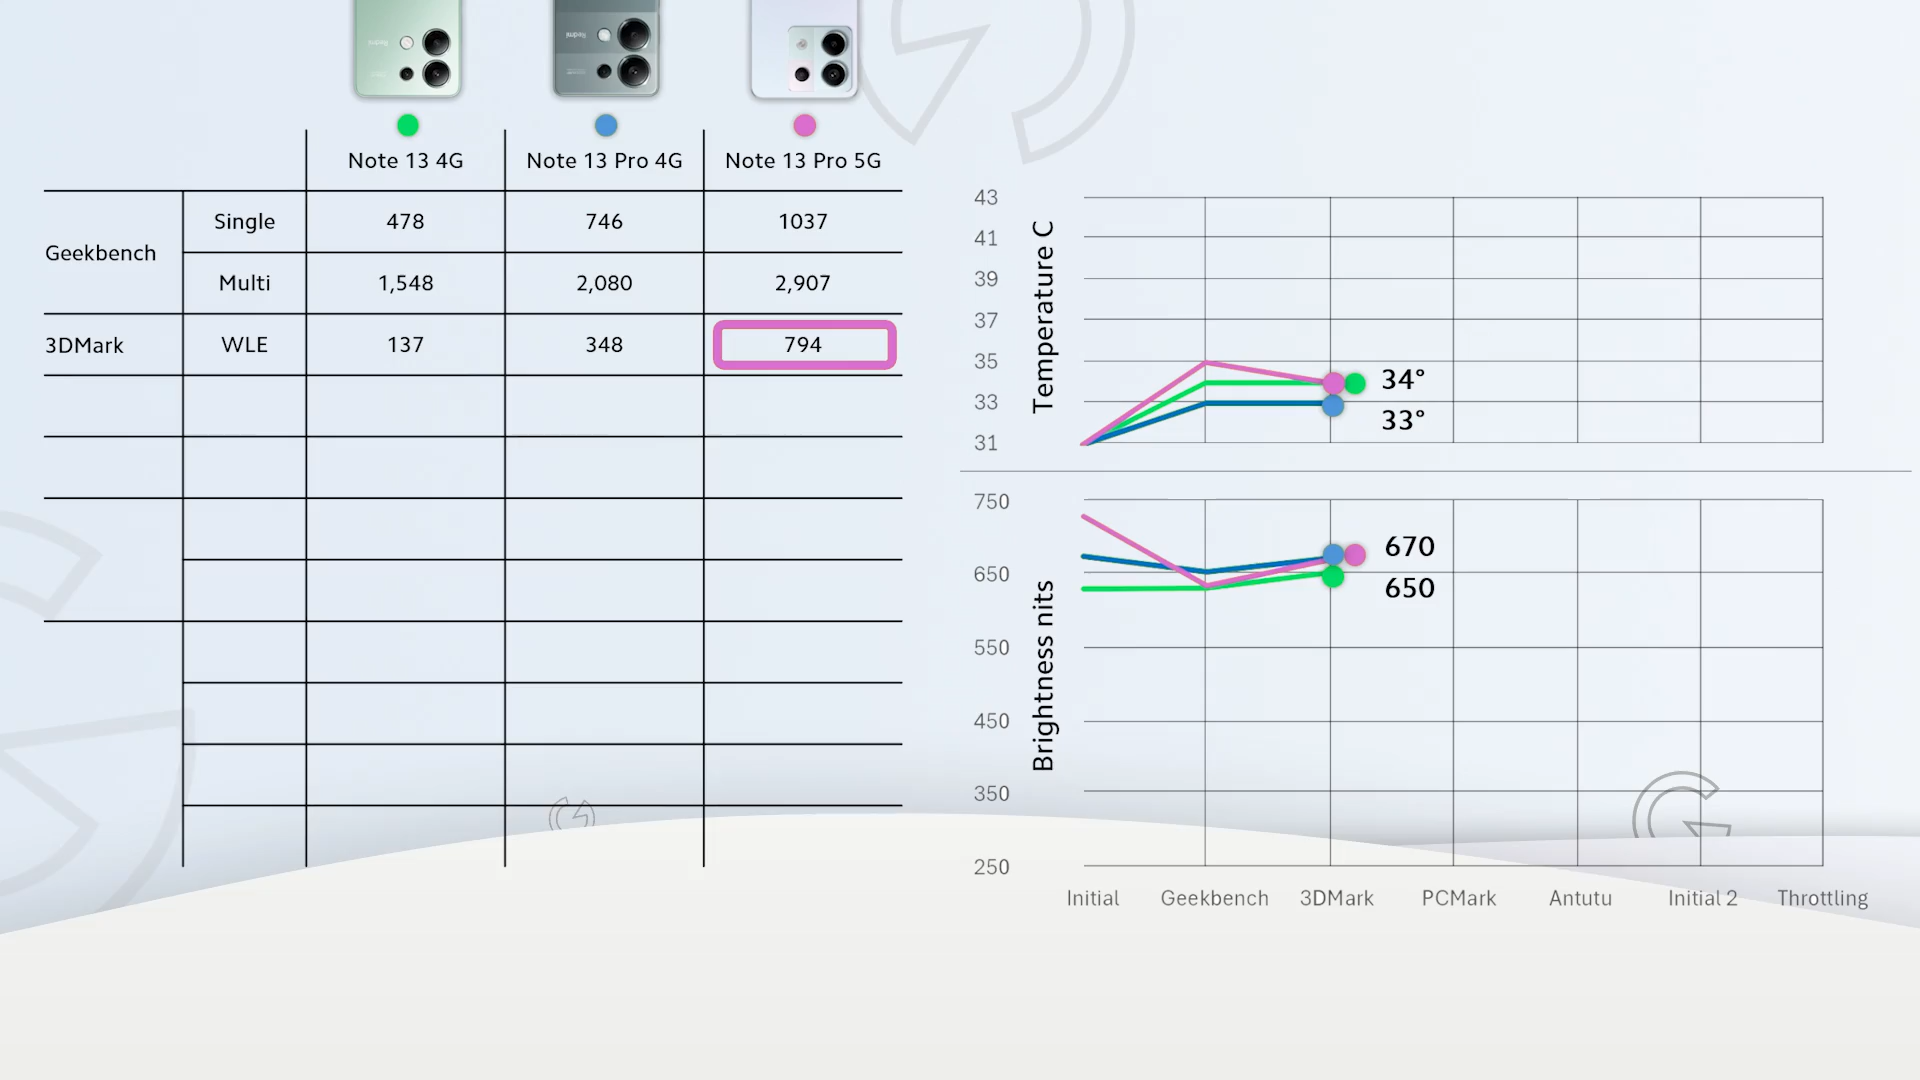 Note 13 4G
Note 13 Pro 4G
Note 13 Pro 5G
Geekbench
Single
478
746
1037
Multi
1,548
2,080
2,907
3DMark
WLE
137
348
794
Temperature C
43
41
39
37
35
33
31
34°
33°
Brightness nits
750
650
550
450
350
250
670
650
Initial
Geekbench
3DMark
PCMark
Antutu
Initial 2
Throttling
Redmi